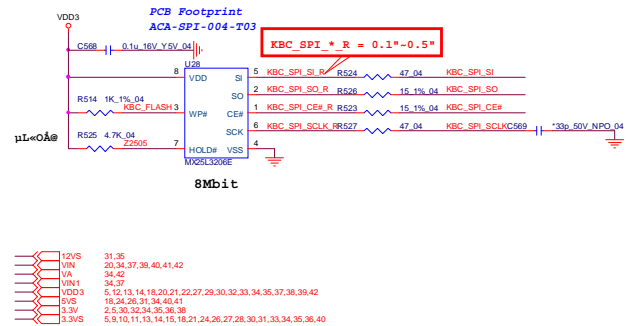 PCB Footprint
ACA-SPI-004-T03
VDD3
KBC_SPI_*_R = 0.1"~0.5"
C568 0.1u_16V_Y5V_04
U28
8 VDD SI 5 KBC_SPI_SI_R R524 47_04 KBC_SPI_SI
SO 2 KBC_SPI_SO_R R526 15_1%_04 KBC_SPI_SO
R514 1K_1%_04 KBC_FLASH 3 WP# CE# 1 KBC_SPI_CE#_R R523 15_1%_04 KBC_SPI_CE#
SCK 6 KBC_SPI_SCLK_R R527 47_04 KBC_SPI_SCLK C569 *33p_50V_NPO_04
µL«OÅ@ R525 4.7K_04 Z2505 7 HOLD# VSS 4
MX25L3206E
8Mbit
12VS 31,35
VIN 20,34,37,39,40,41,42
VA 34,42
VIN1 34,37
VDD3 5,12,13,14,18,20,21,22,27,29,30,32,33,34,35,37,38,39,42
5VS 18,24,26,31,34,40,41
3.3V 2,5,30,32,34,35,36,38
3.3VS 5,9,10,11,13,14,15,18,21,24,26,27,28,30,31,33,34,35,36,40